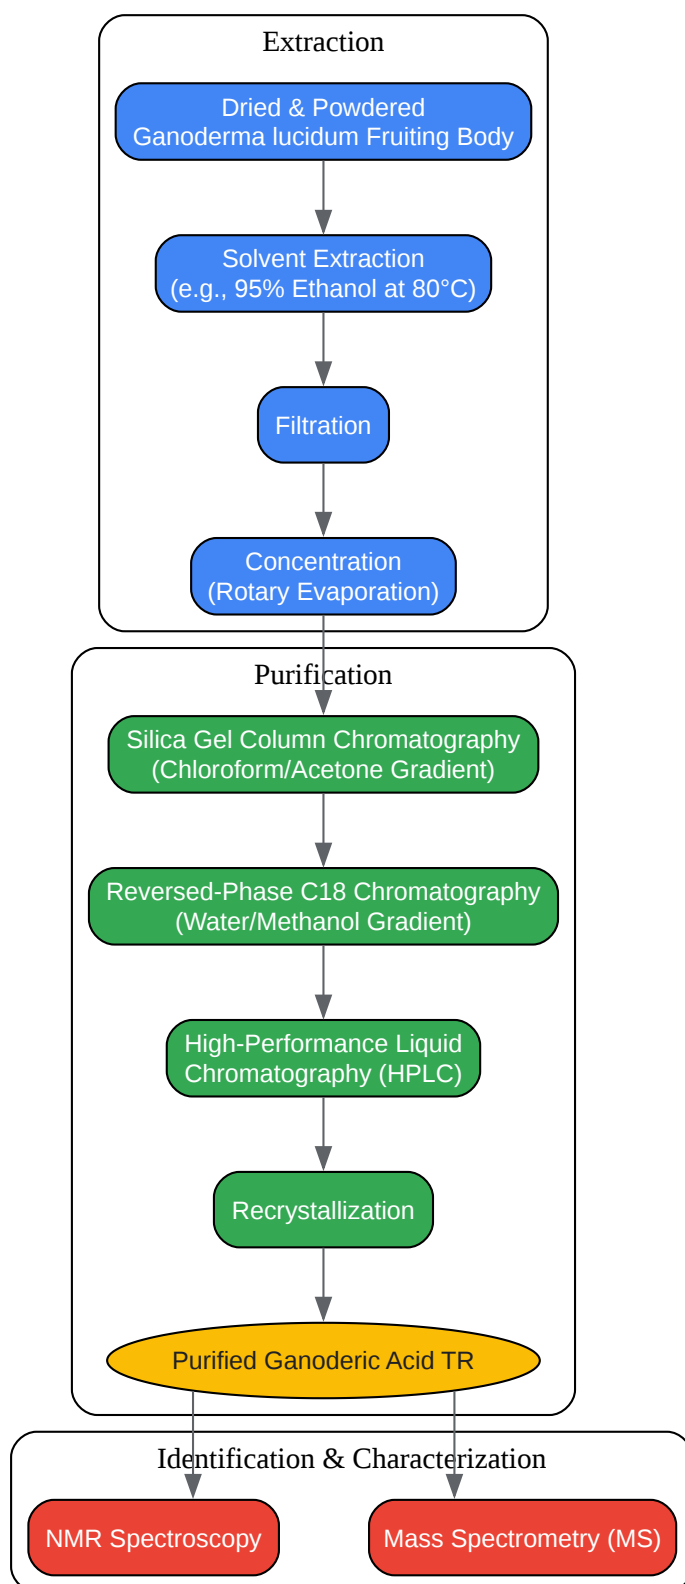 Extraction
Dried & Powdered
Ganoderma lucidum Fruiting Body
Solvent Extraction
(e.g., 95% Ethanol at 80°C)
Filtration
Concentration
(Rotary Evaporation)
Purification
Silica Gel Column Chromatography
(Chloroform/Acetone Gradient)
Reversed-Phase C18 Chromatography
(Water/Methanol Gradient)
High-Performance Liquid
Chromatography (HPLC)
Recrystallization
Purified Ganoderic Acid TR
Identification & Characterization
NMR Spectroscopy
Mass Spectrometry (MS)